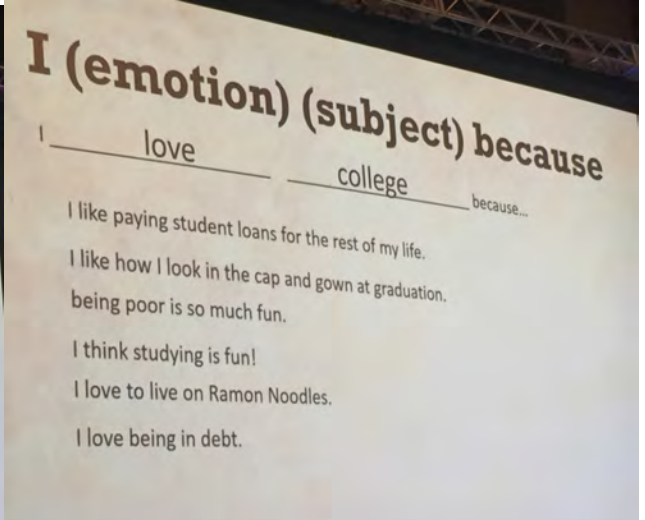 I (emotion) (subject) because
I love college because...
I like paying student loans for the rest of my life.
I like how I look in the cap and gown at graduation.
being poor is so much fun.
I think studying is fun!
I love to live on Ramon Noodles.
I love being in debt.